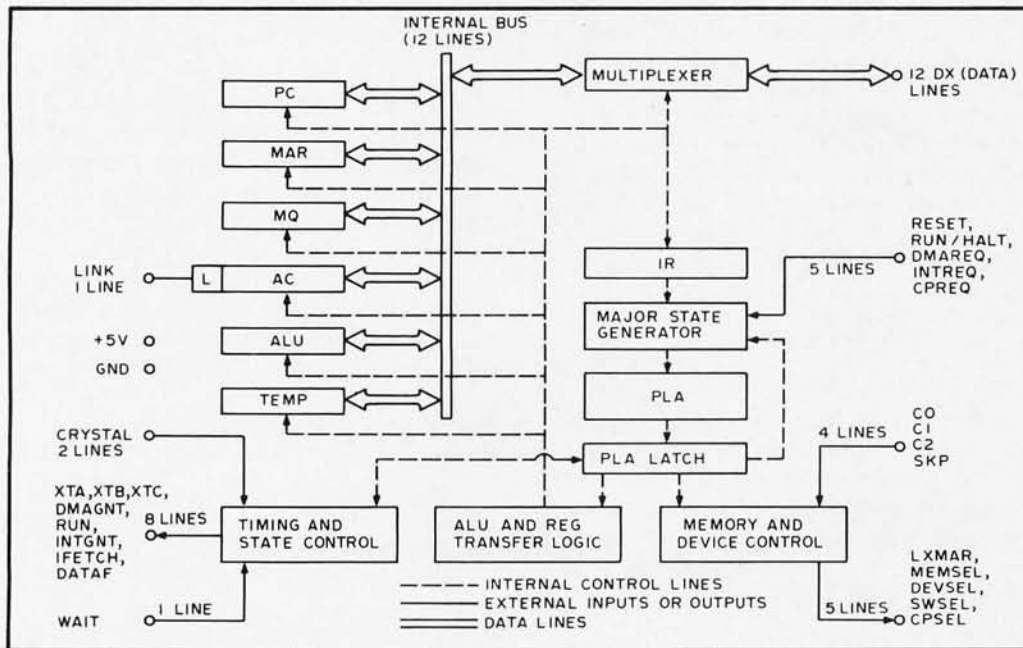 INTERNAL BUS
(12 LINES)
MULTIPLEXER
12 DX (DATA)
LINES
PC
MAR
MQ
LINK
1 LINE
L
AC
+5V
ALU
GND
TEMP
IR
MAJOR STATE
GENERATOR
PLA
PLA LATCH
RESET,
RUN/HALT,
DMAREQ,
INTREQ,
CPREQ
5 LINES
C0
C1
C2
SKP
4 LINES
CRYSTAL
2 LINES
XTA, XTB, XTC,
DMAGNT,
RUN,
INTGNT,
IFETCH,
DATAF
8 LINES
TIMING AND
STATE CONTROL
ALU AND REG
TRANSFER LOGIC
MEMORY AND
DEVICE CONTROL
WAIT
1 LINE
LXMAR,
MEMSEL,
DEVSEL,
SWSEL,
CPSEL
5 LINES
INTERNAL CONTROL LINES
EXTERNAL INPUTS OR OUTPUTS
DATA LINES